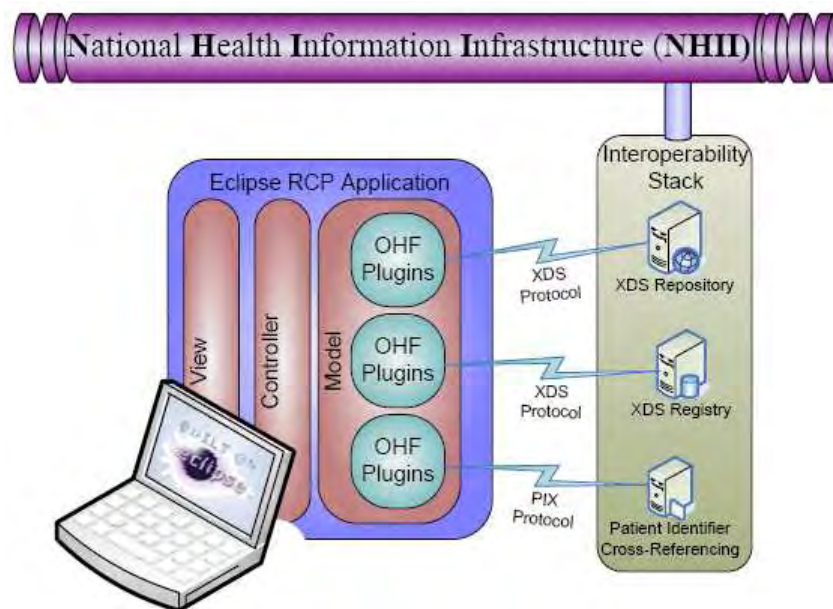 National Health Information Infrastructure (NHII)
Interoperability
Stack
Eclipse RCP Application
View
Controller
Model
OHF
Plugins
XDS
Protocol
XDS Repository
OHF
Plugins
XDS
Protocol
XDS Registry
OHF
Plugins
PIX
Protocol
Patient Identifier
Cross-Referencing
BUILT ON
eclipse